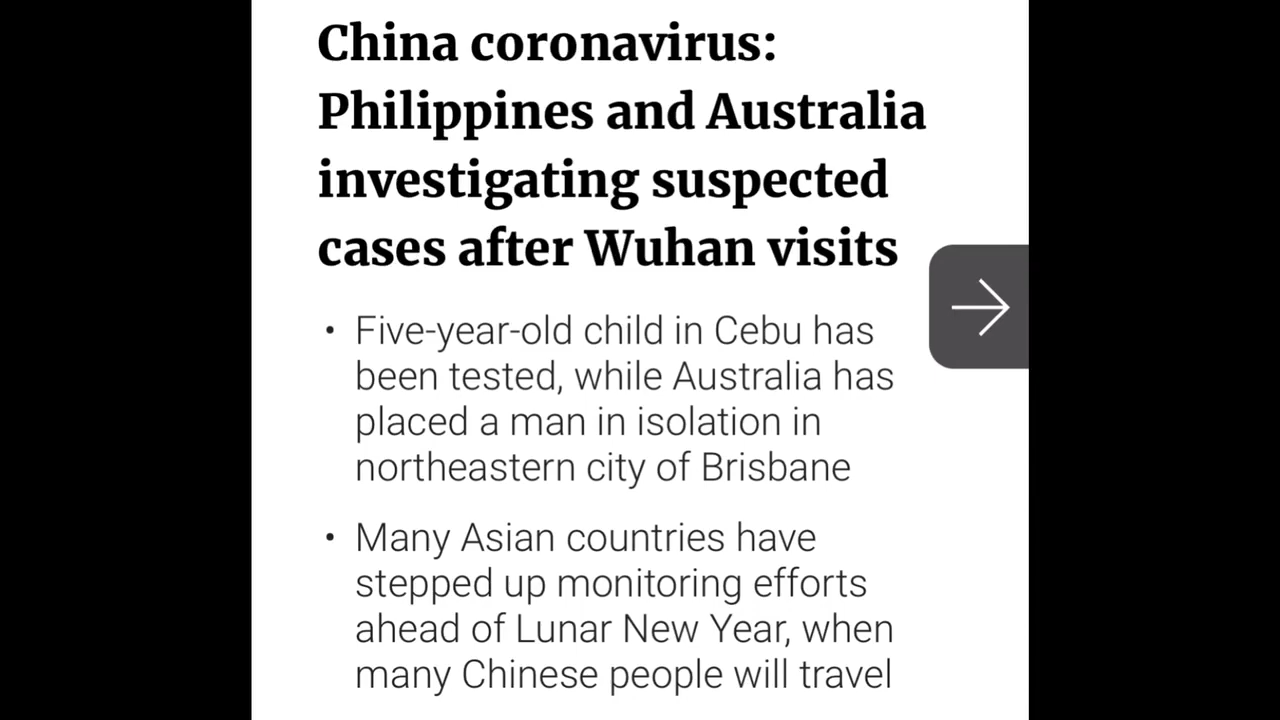 China coronavirus:
Philippines and Australia
investigating suspected
cases after Wuhan visits
• Five-year-old child in Cebu has
been tested, while Australia has
placed a man in isolation in
northeastern city of Brisbane
• Many Asian countries have
stepped up monitoring efforts
ahead of Lunar New Year, when
many Chinese people will travel